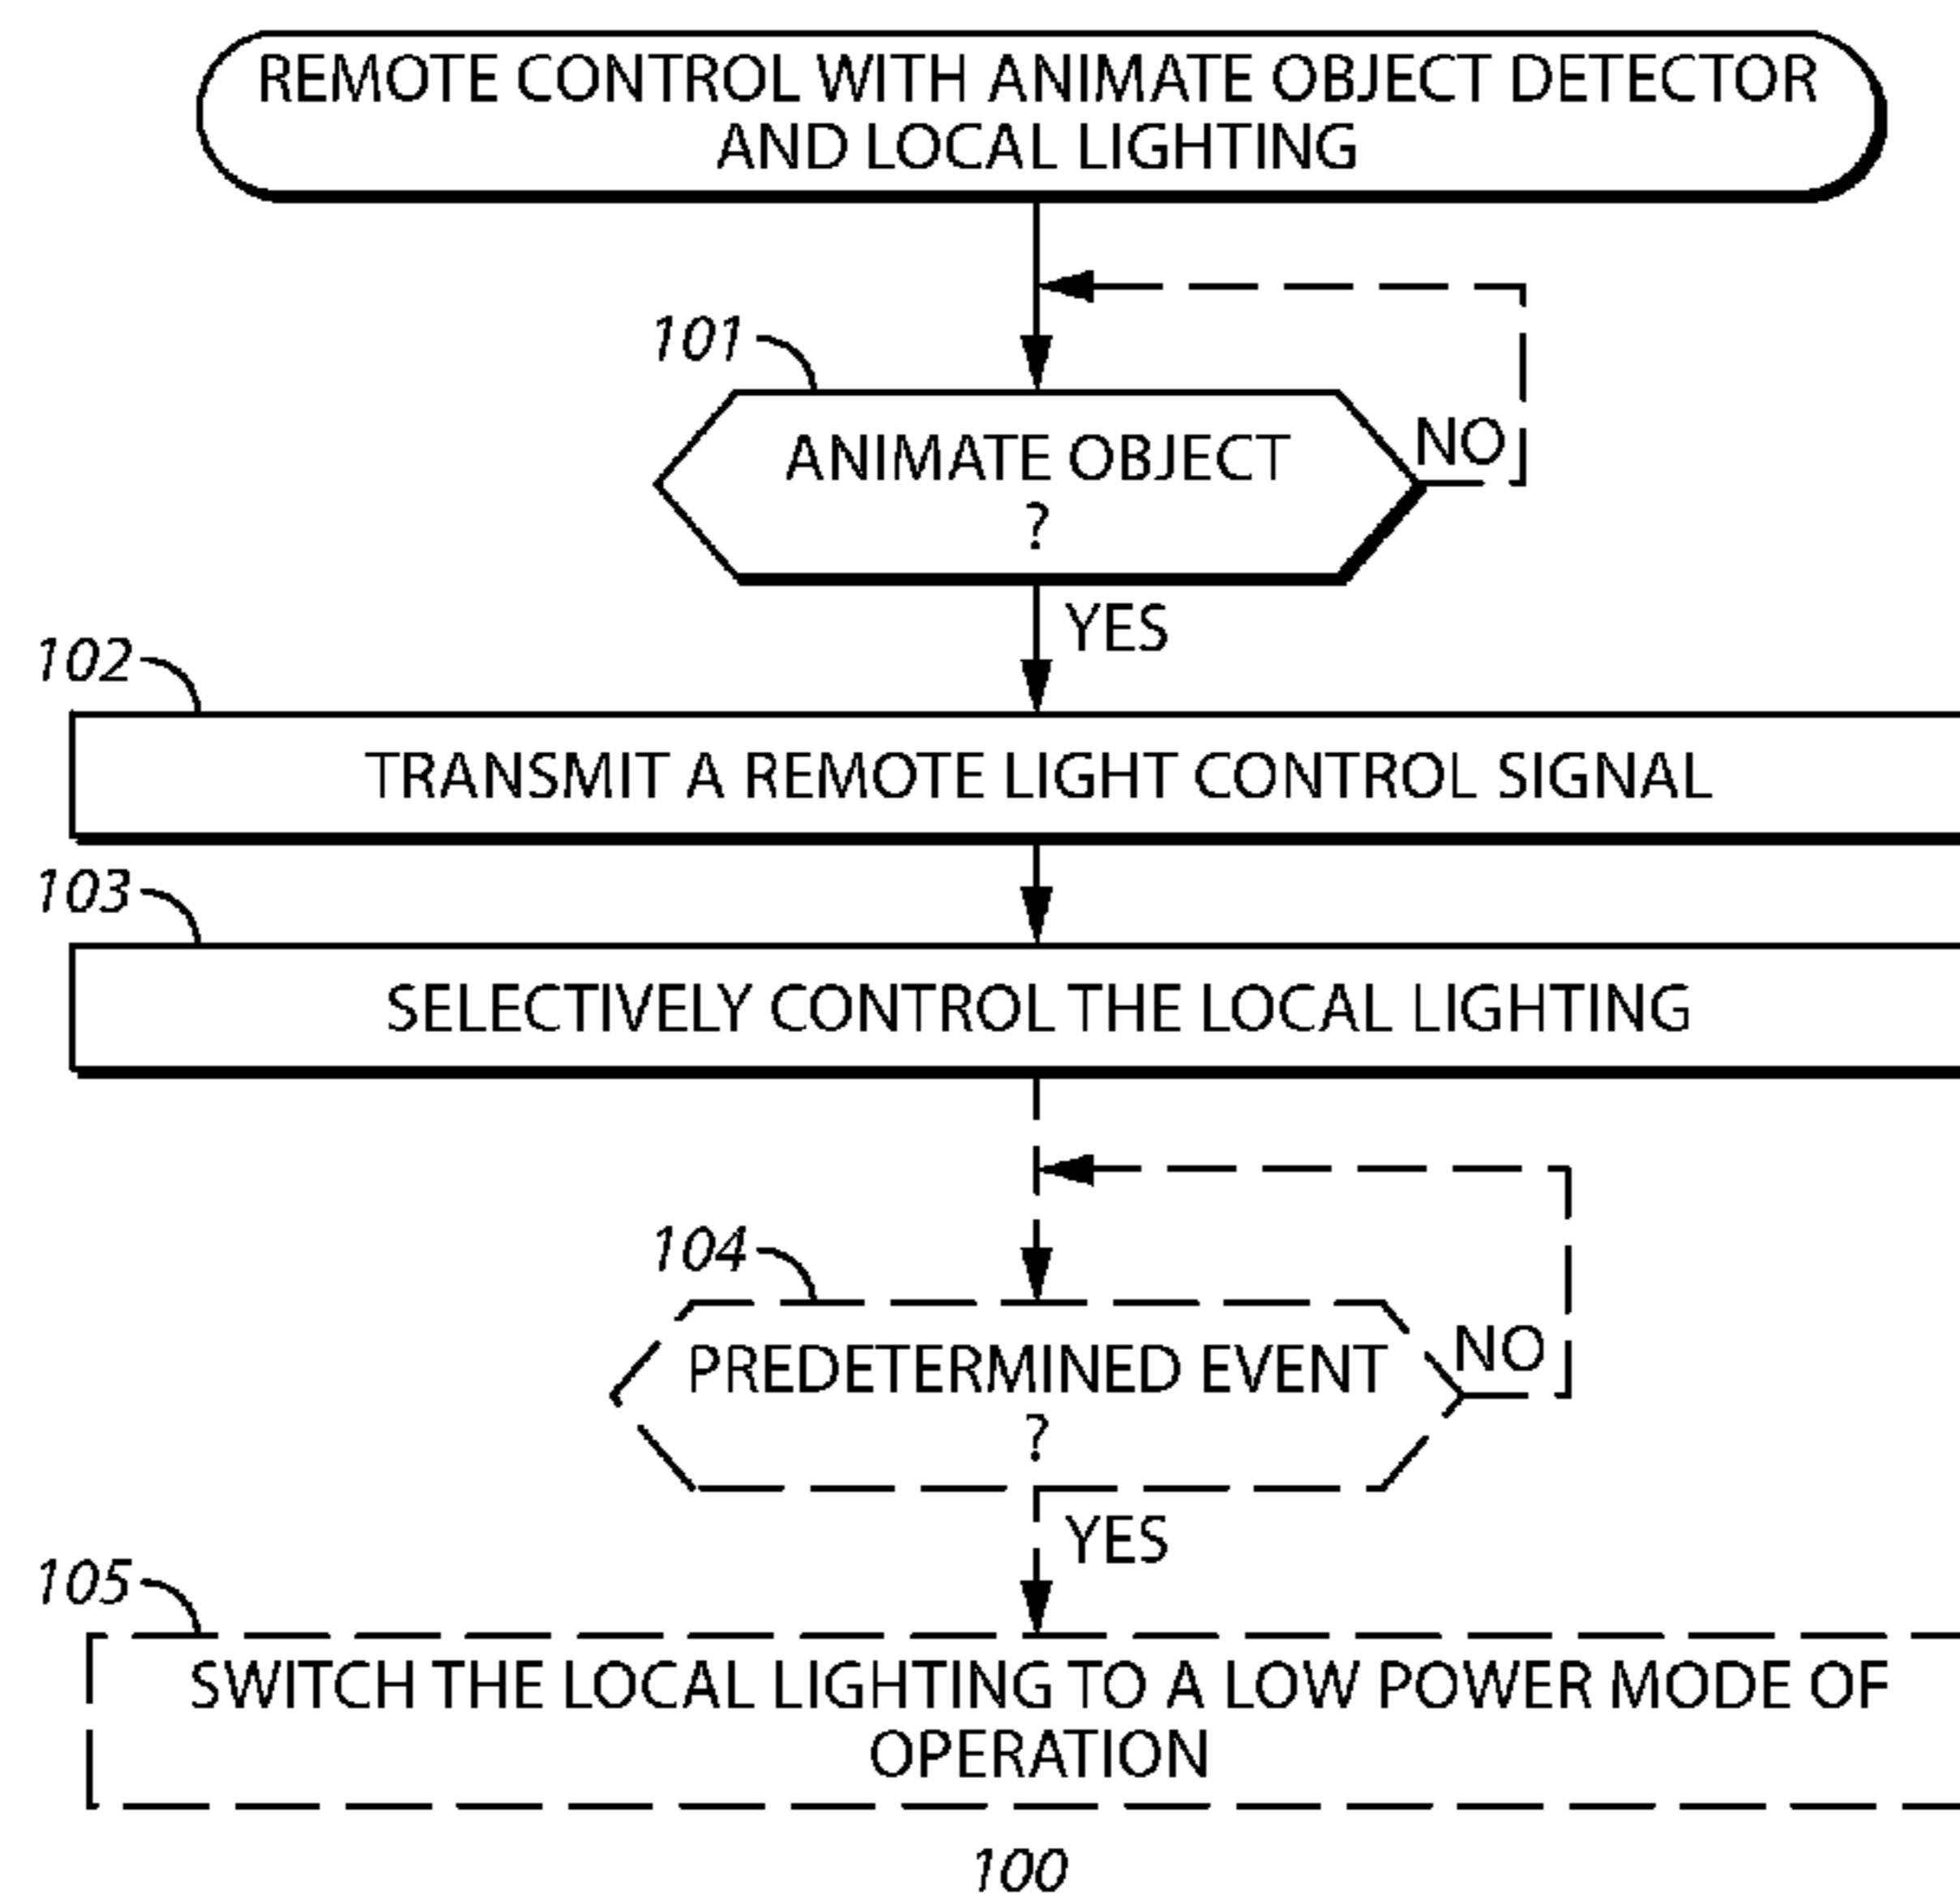 REMOTE CONTROL WITH ANIMATE OBJECT DETECTOR
AND LOCAL LIGHTING
101
ANIMATE OBJECT
?
NO
YES
102
TRANSMIT A REMOTE LIGHT CONTROL SIGNAL
103
SELECTIVELY CONTROL THE LOCAL LIGHTING
104
PREDETERMINED EVENT
?
NO
YES
105
SWITCH THE LOCAL LIGHTING TO A LOW POWER MODE OF
OPERATION
100